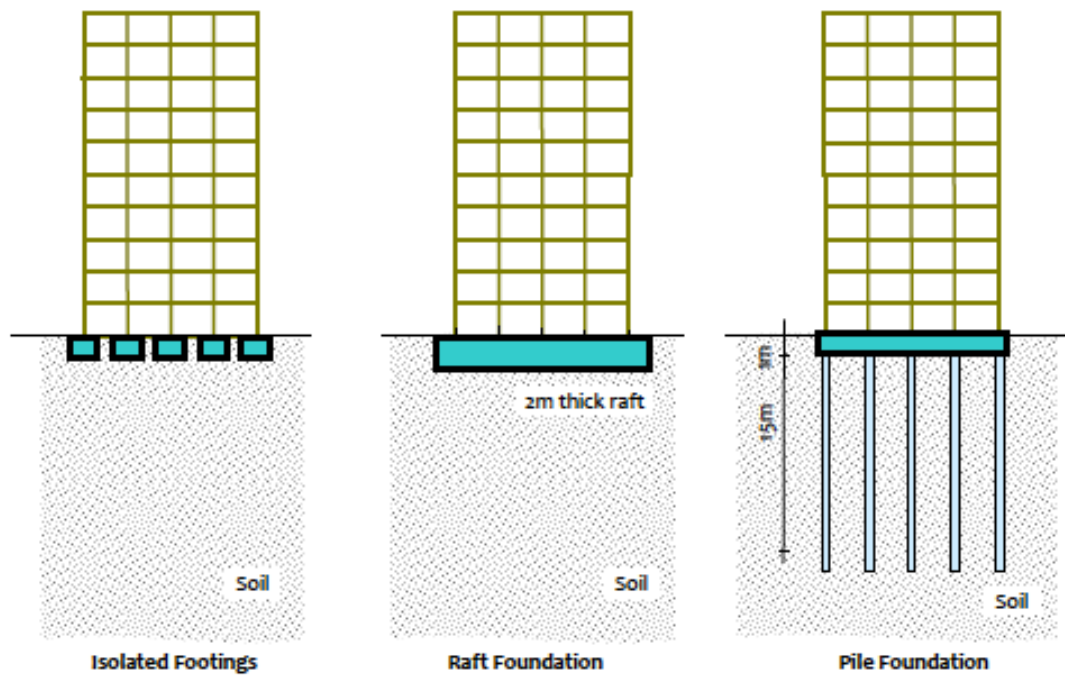 2m thick raft
1m
15m
Soil
Soil
Soil
Isolated Footings
Raft Foundation
Pile Foundation